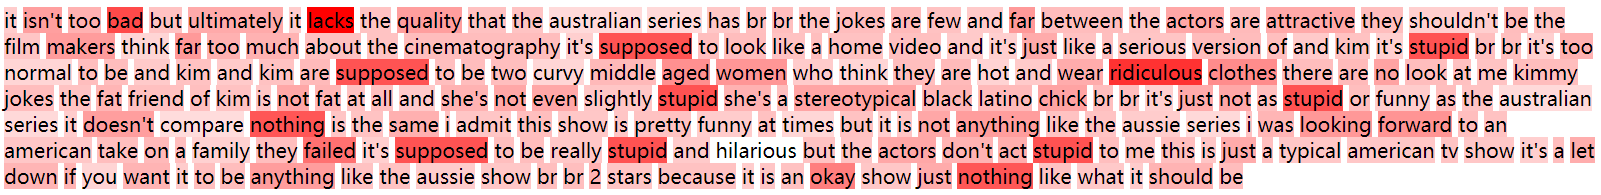 it isn't too bad but ultimately it lacks the quality that the australian series has br br the jokes are few and far between the actors are attractive they shouldn't be the
film makers think far too much about the cinematography it's supposed to look like a home video and it's just like a serious version of and kim it's stupid br br it's too
normal to be and kim and kim are supposed to be two curvy middle aged women who think they are hot and wear ridiculous clothes there are no look at me kimmy
jokes the fat friend of kim is not fat at all and she's not even slightly stupid she's a stereotypical black latino chick br br it's just not as stupid or funny as the australian
series it doesn't compare nothing is the same i admit this show is pretty funny at times but it is not anything like the aussie series i was looking forward to an
american take on a family they failed it's supposed to be really stupid and hilarious but the actors don't act stupid to me this is just a typical american tv show it's a let
down if you want it to be anything like the aussie show br br 2 stars because it is an okay show just nothing like what it should be